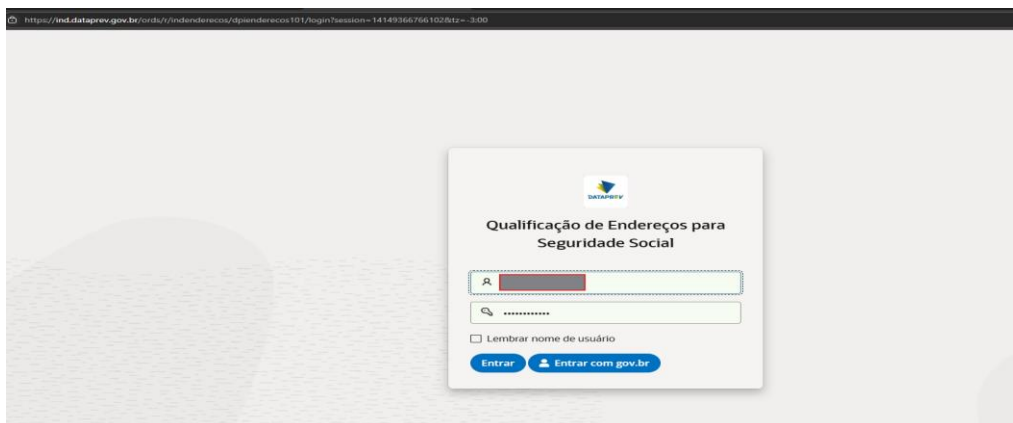 https://ind.dataprev.gov.br/ords/r/indenderecos/dpienderecos101/login?session=14149366766102&tz=-3:00
DATAPREV
Qualificação de Endereços para
Seguridade Social
Lembrar nome de usuário
Entrar
Entrar com gov.br